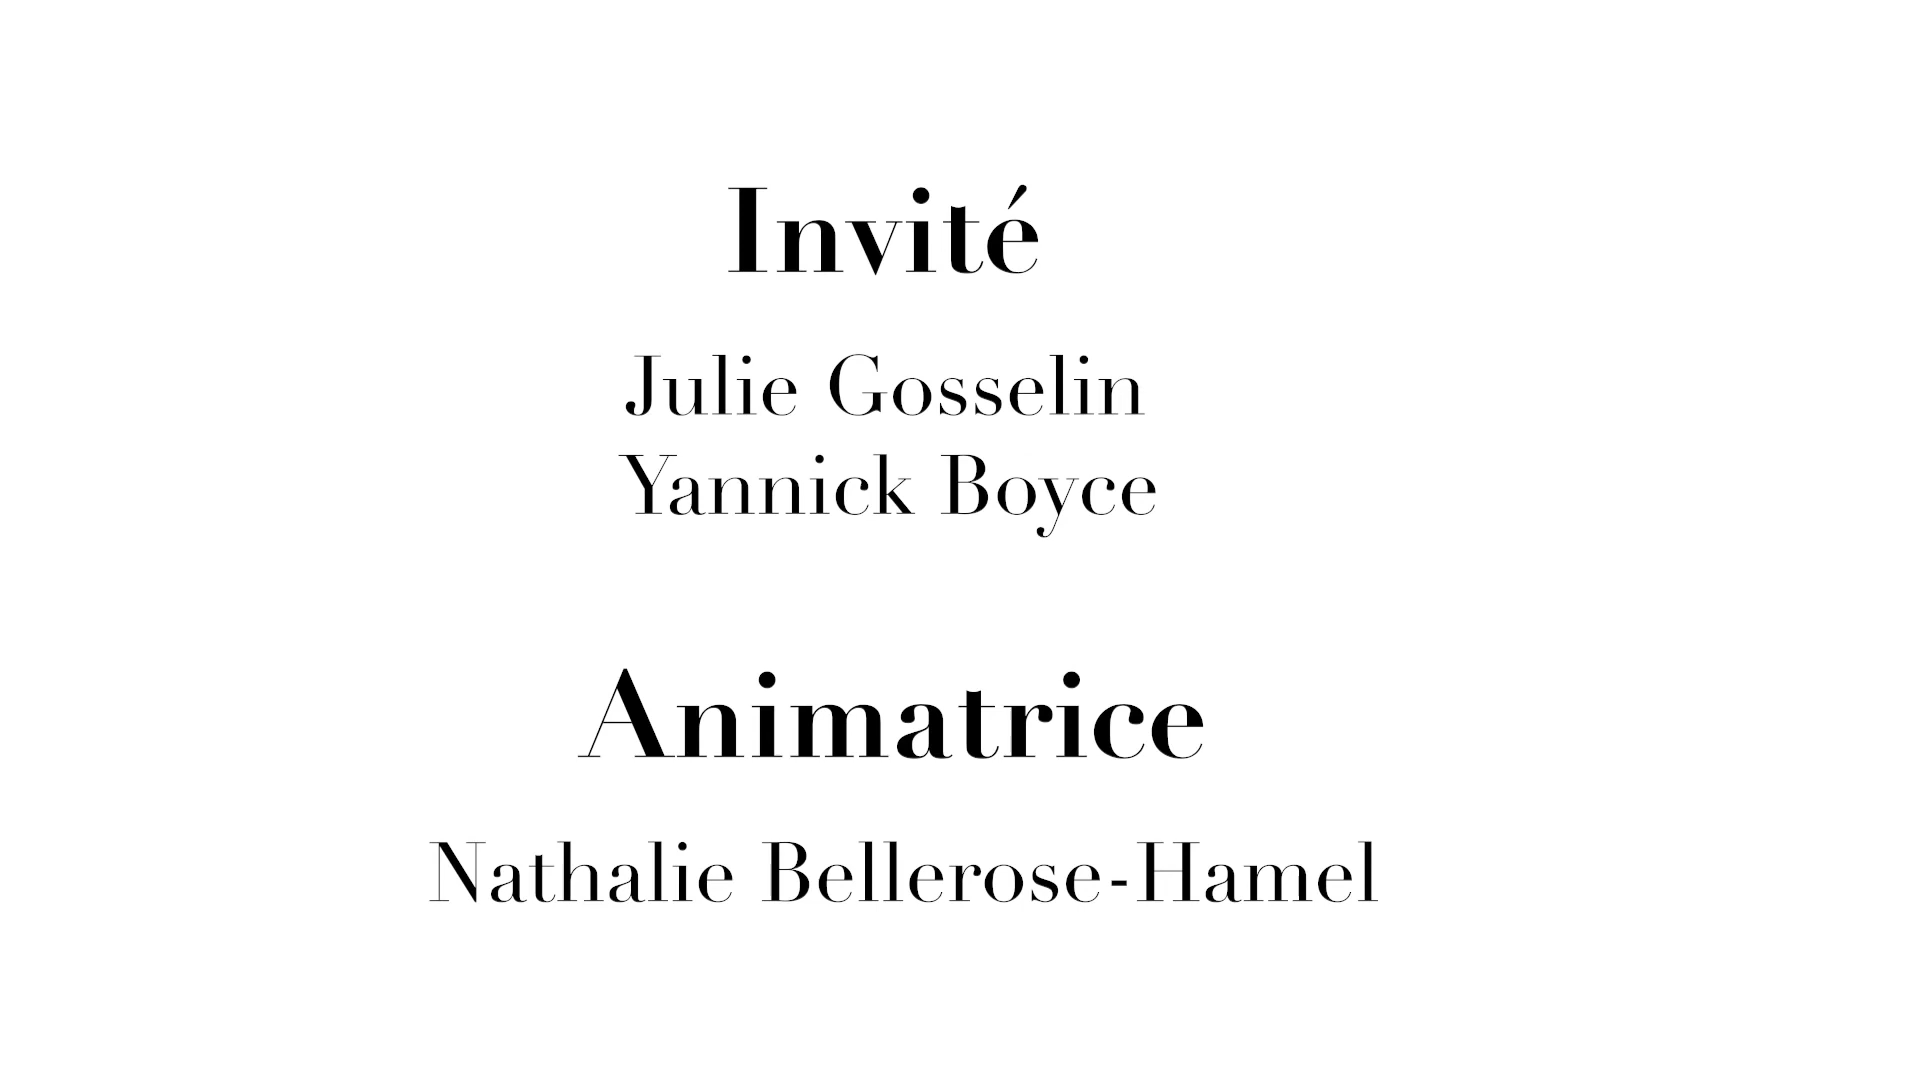 Invité
Julie Gosselin
Yannick Boyce
Animatrice
Nathalie Bellerose-Hamel